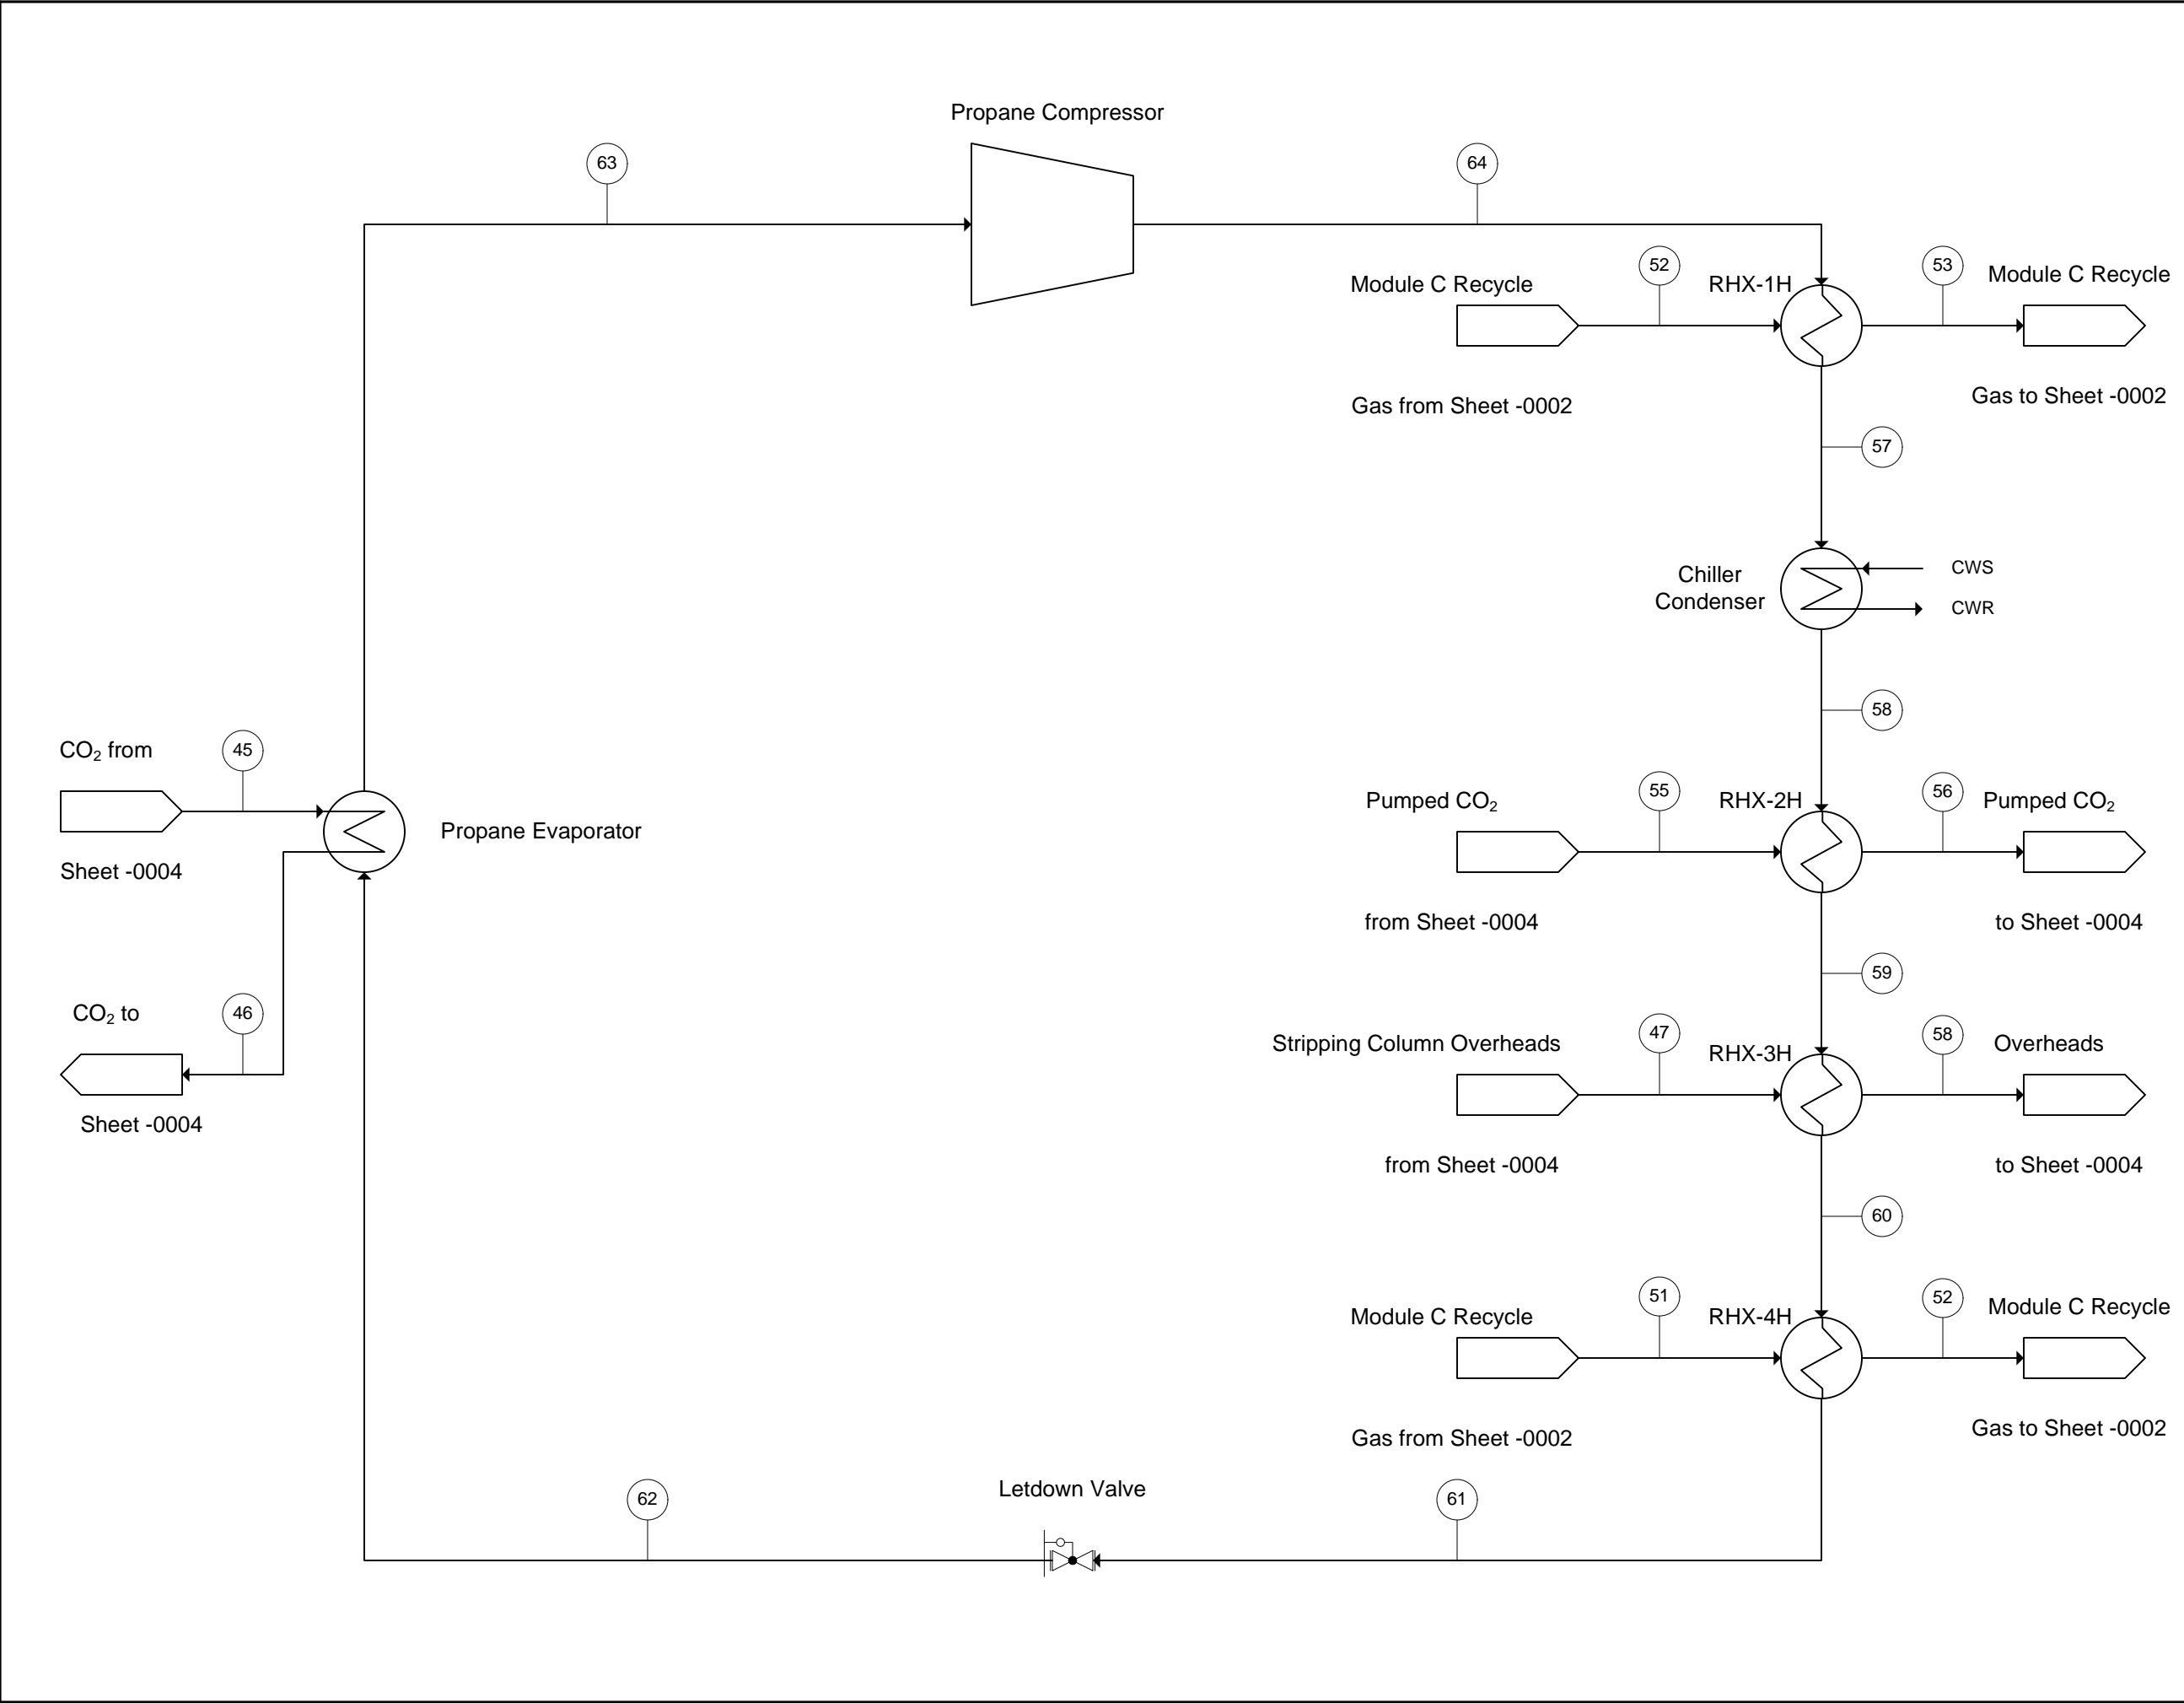 Propane Compressor
63
64
52
53
Module C Recycle
RHX-1H
Module C Recycle
Gas from Sheet -0002
Gas to Sheet -0002
57
Chiller
Condenser
CWS
CWR
58
CO₂ from
45
Sheet -0004
Propane Evaporator
Pumped CO₂
55
RHX-2H
56
Pumped CO₂
from Sheet -0004
to Sheet -0004
59
CO₂ to
46
Sheet -0004
Stripping Column Overheads
47
RHX-3H
58
Overheads
from Sheet -0004
to Sheet -0004
60
Module C Recycle
51
RHX-4H
52
Module C Recycle
Gas from Sheet -0002
Gas to Sheet -0002
62
Letdown Valve
61